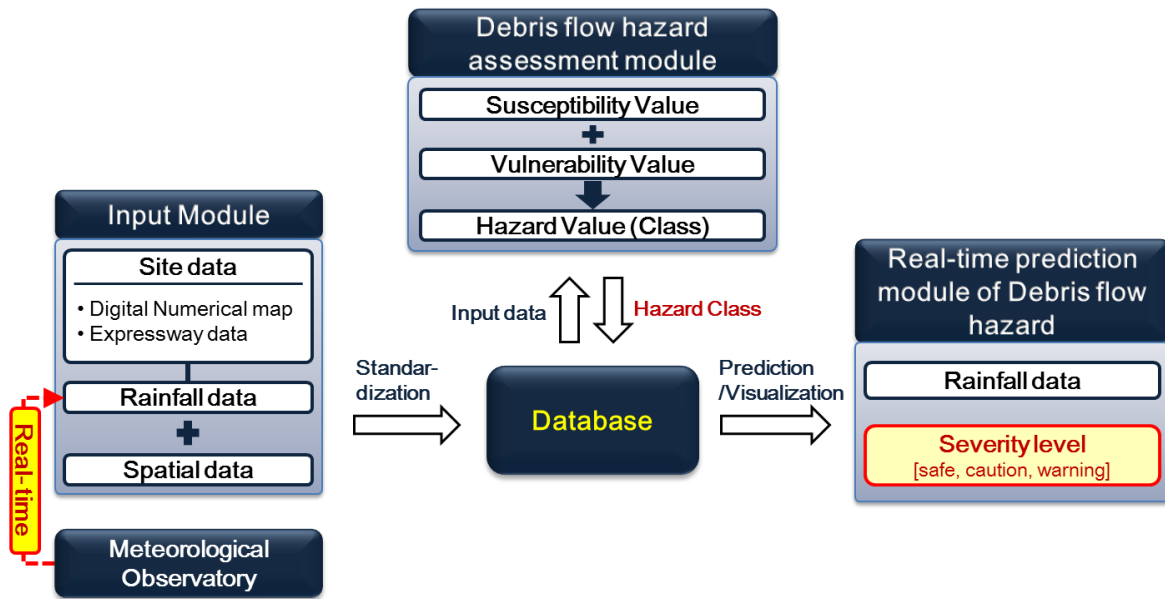 Debris flow hazard
assessment module
Susceptibility Value
+
Vulnerability Value
Hazard Value (Class)
Input Module
Site data
• Digital Numerical map
• Expressway data
Rainfall data
+
Spatial data
Real-time
Meteorological
Observatory
Standar-
dization
Input data
Hazard Class
Database
Prediction
/Visualization
Real-time prediction
module of Debris flow
hazard
Rainfall data
Severity level
[safe, caution, warning]